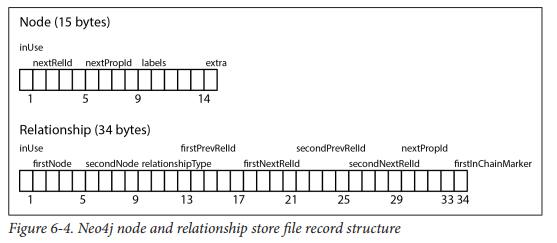 Node (15 bytes)
inUse
nextRelId nextPropId labels extra
1 5 9 14
Relationship (34 bytes)
inUse firstPrevRelId secondPrevRelId nextPropId
firstNode secondNode relationshipType firstNextRelId secondNextRelId firstInChainMarker
1 5 9 13 17 21 25 29 33 34
Figure 6-4. Neo4j node and relationship store file record structure